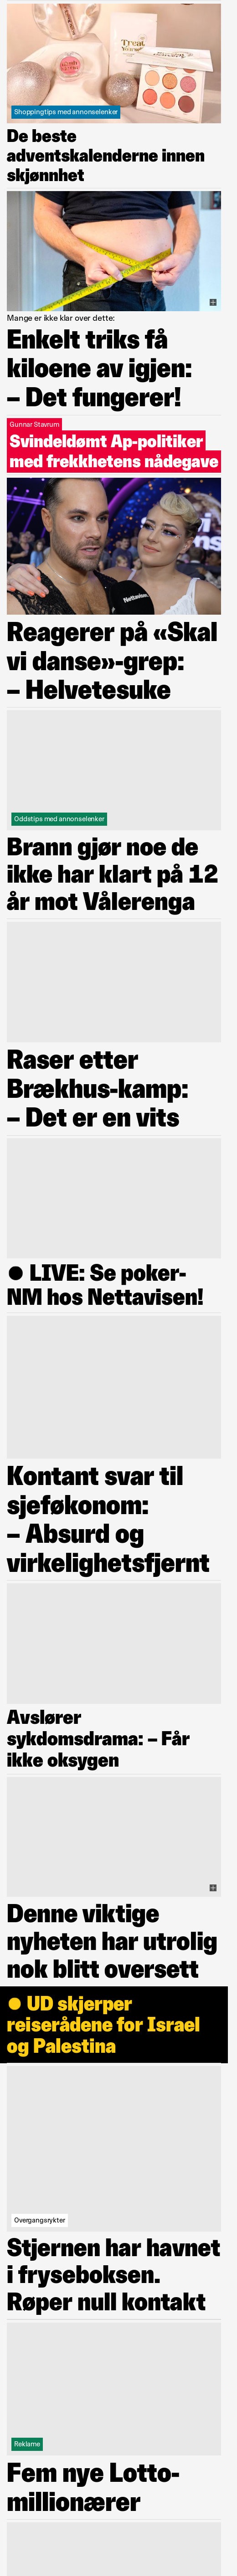 Treat
Yourself
Shoppingtips med annonselenker
De beste
adventskalenderne innen
skjønnhet
Mange er ikke klar over dette:
Enkelt triks få
kiloene av igjen:
– Det fungerer!
Gunnar Stavrum
Svindeldømt Ap-politiker
med frekkhetens nådegave
Nettavisen
Reagerer på «Skal
vi danse»-grep:
– Helvetesuke
Oddstips med annonselenker
Brann gjør noe de
ikke har klart på 12
år mot Vålerenga
Raser etter
Brækhus-kamp:
– Det er en vits
● LIVE: Se poker-
NM hos Nettavisen!
Kontant svar til
sjeføkonom:
– Absurd og
virkelighetsfjernt
Avslører
sykdomsdrama: – Får
ikke oksygen
Denne viktige
nyheten har utrolig
nok blitt oversett
● UD skjerper
reiserådene for Israel
og Palestina
Overgangsrykter
Stjernen har havnet
i fryseboksen.
Røper null kontakt
Reklame
Fem nye Lotto-
millionærer